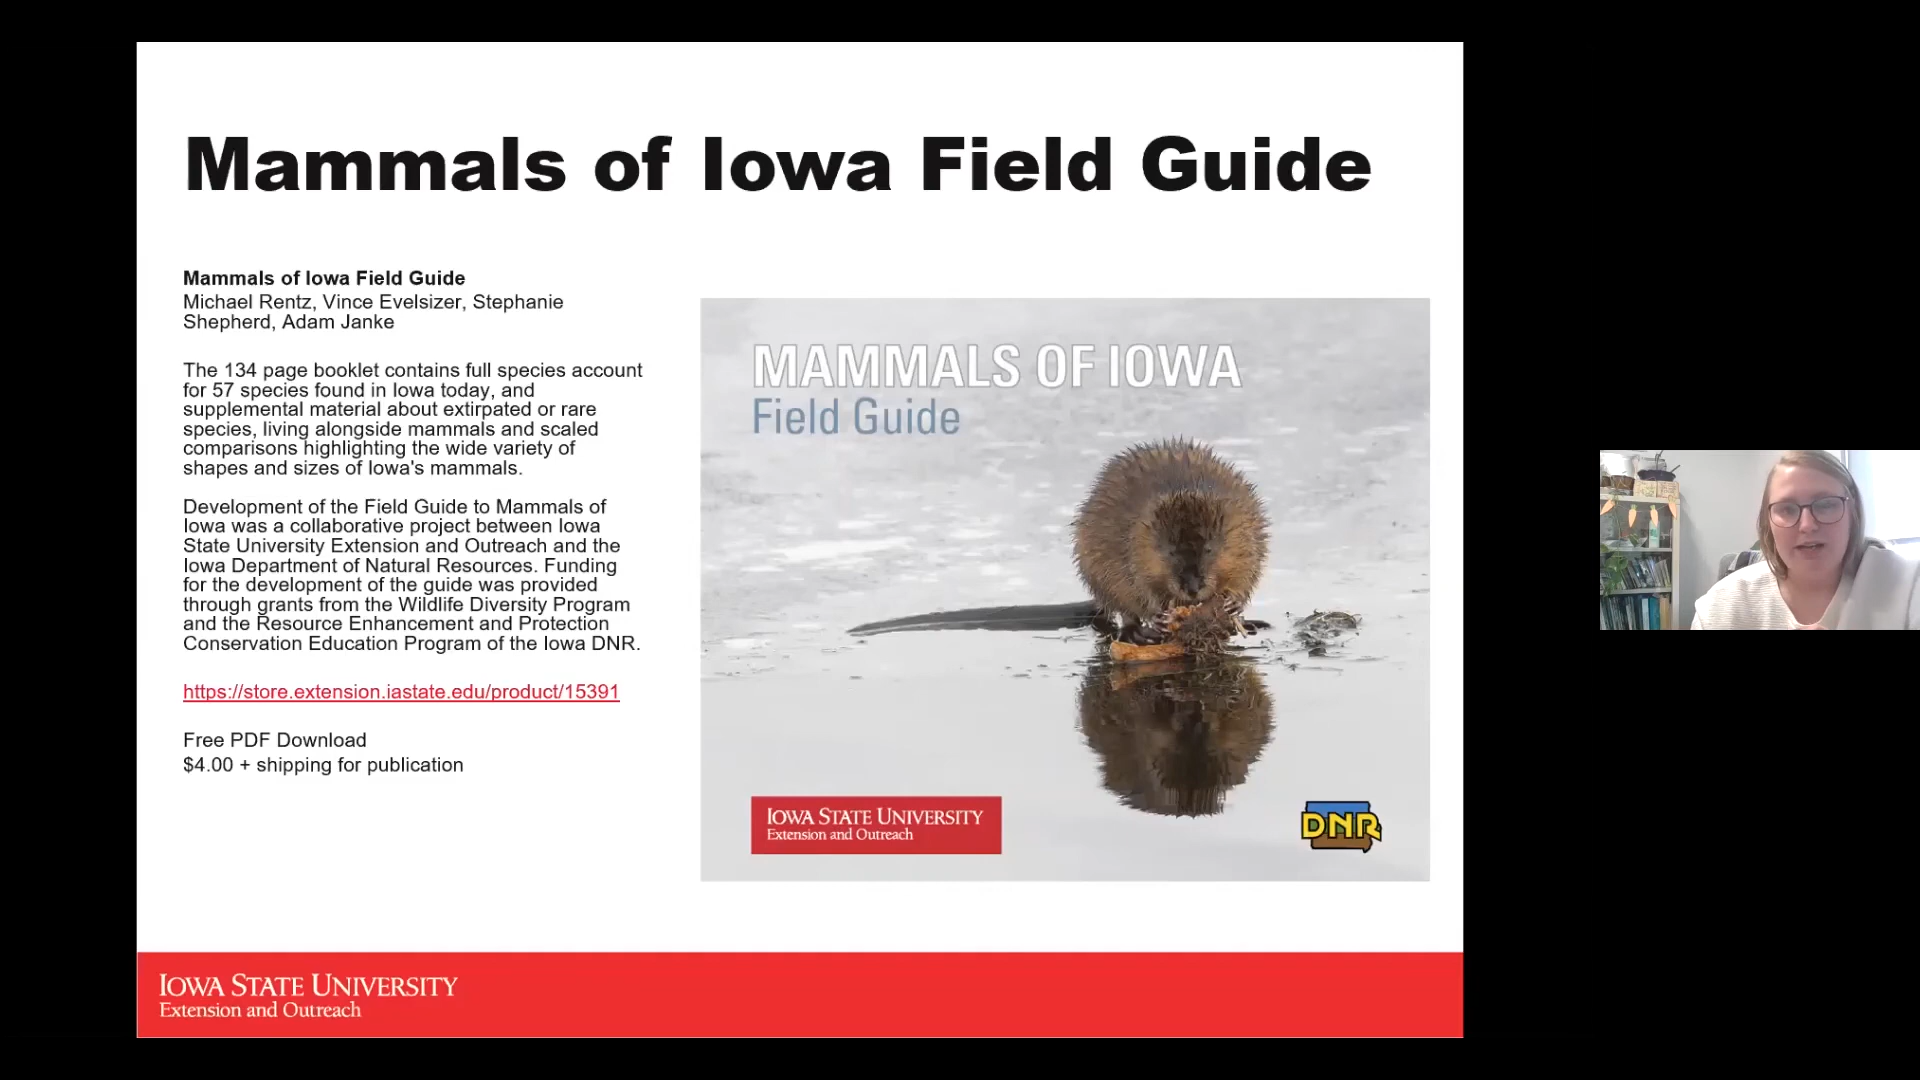 Mammals of Iowa Field Guide
Mammals of Iowa Field Guide
Michael Rentz, Vince Evelsizer, Stephanie
Shepherd, Adam Janke
The 134 page booklet contains full species account
for 57 species found in Iowa today, and
supplemental material about extirpated or rare
species, living alongside mammals and scaled
comparisons highlighting the wide variety of
shapes and sizes of Iowa's mammals.
Development of the Field Guide to Mammals of
Iowa was a collaborative project between Iowa
State University Extension and Outreach and the
Iowa Department of Natural Resources. Funding
for the development of the guide was provided
through grants from the Wildlife Diversity Program
and the Resource Enhancement and Protection
Conservation Education Program of the Iowa DNR.
https://store.extension.iastate.edu/product/15391
Free PDF Download
$4.00 + shipping for publication
MAMMALS OF IOWA
Field Guide
IOWA STATE UNIVERSITY
Extension and Outreach
DNR
IOWA STATE UNIVERSITY
Extension and Outreach